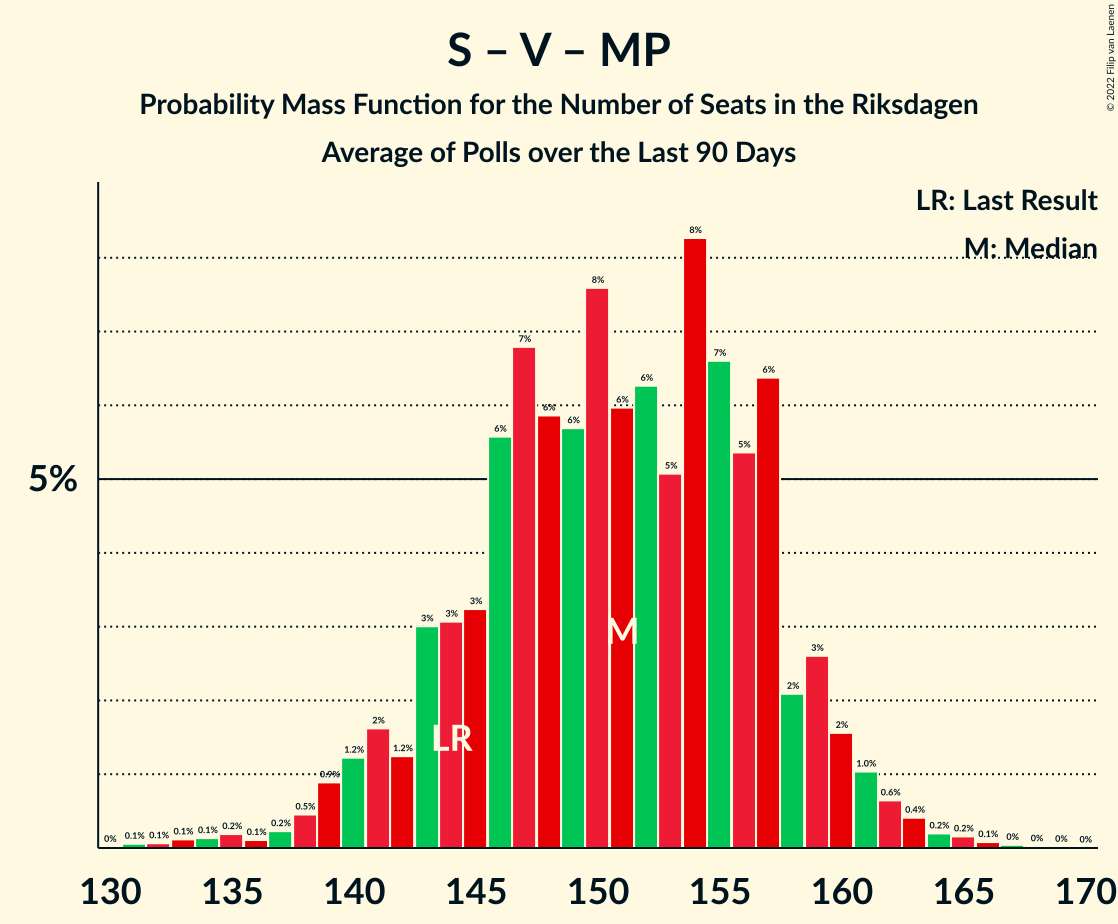 S – V – MP
Probability Mass Function for the Number of Seats in the Riksdagen
Average of Polls over the Last 90 Days
© 2022 Filip van Laenen
LR: Last Result
M: Median
5%
0% 0.1% 0.1% 0.1% 0.1% 0.2% 0.1% 0.2% 0.5% 0.9% 1.2% 2% 1.2% 3% 3% 3% 6% 7% 6% 6% 8% 6% 6% 5% 8% 7% 5% 6% 2% 3% 2% 1.0% 0.6% 0.4% 0.2% 0.2% 0.1% 0% 0% 0% 0%
M
LR
130 135 140 145 150 155 160 165 170